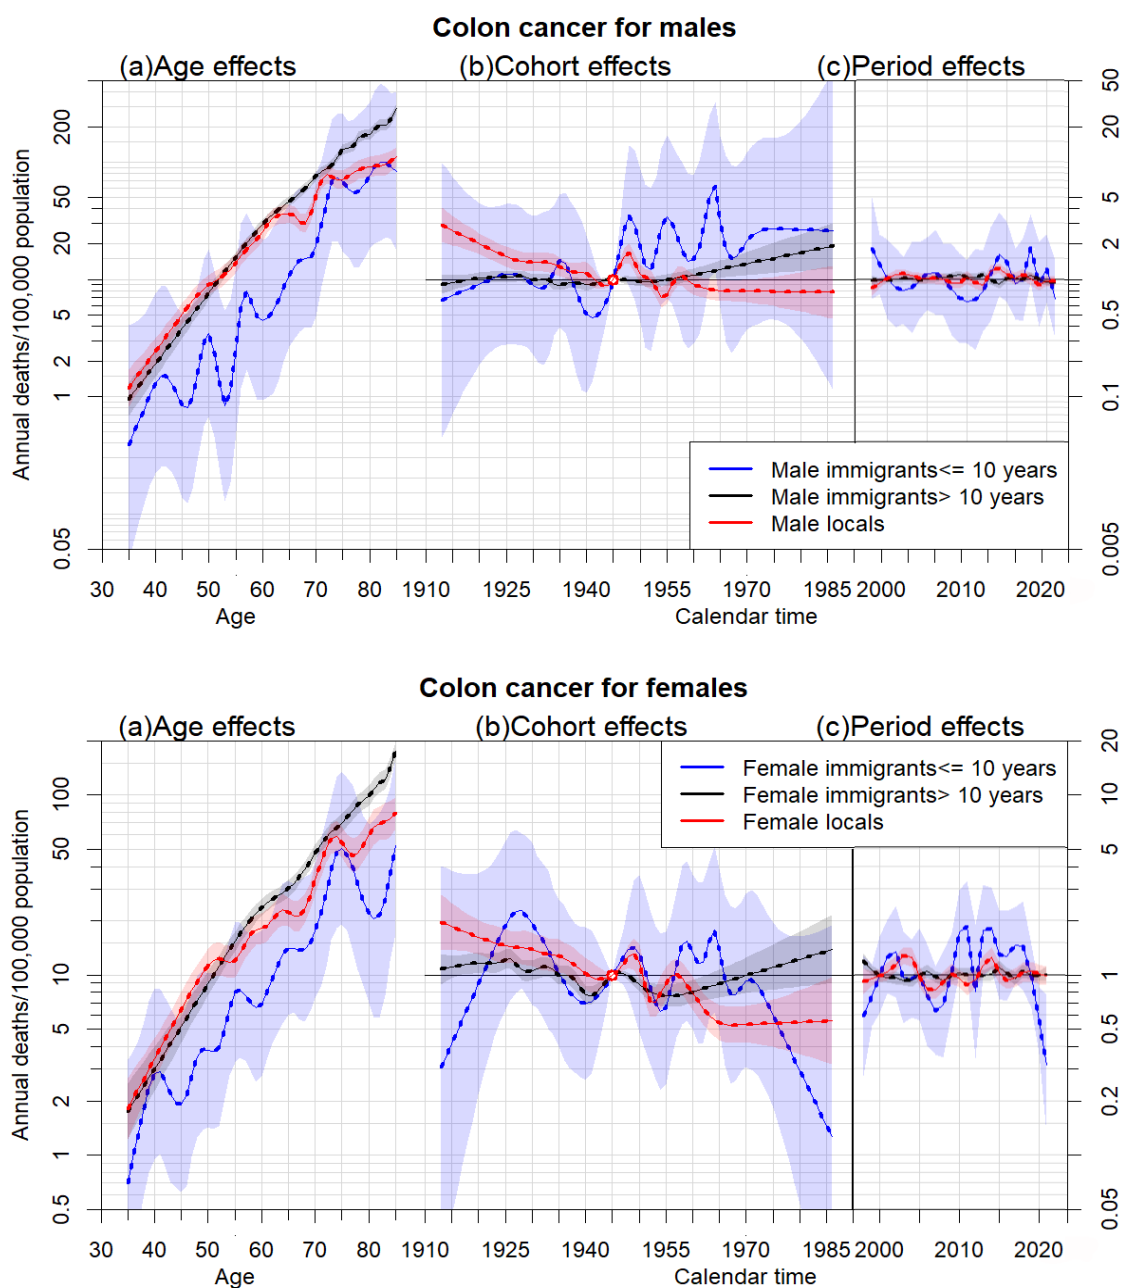 Colon cancer for males
(a)Age effects (b)Cohort effects (c)Period effects
Annual deaths/100,000 population
200
50
20
10
5
2
1
0.05
50
20
5
2
1
0.5
0.1
0.005
Male immigrants<= 10 years
Male immigrants> 10 years
Male locals
30 40 50 60 70 80 1910 1925 1940 1955 1970 1985 2000 2010 2020
Age Calendar time
Colon cancer for females
(a)Age effects (b)Cohort effects (c)Period effects
Annual deaths/100,000 population
100
50
10
5
2
1
0.5
20
10
5
2
1
0.5
0.2
0.05
Female immigrants<= 10 years
Female immigrants> 10 years
Female locals
30 40 50 60 70 80 1910 1925 1940 1955 1970 1985 2000 2010 2020
Age Calendar time